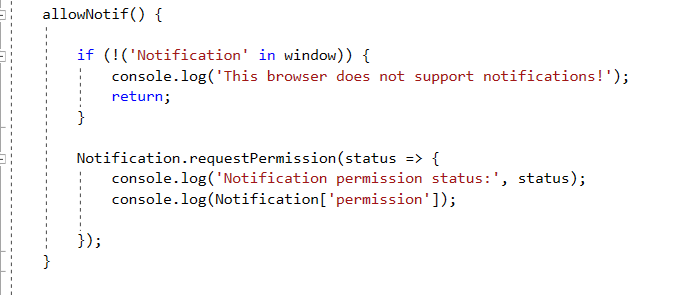 allowNotif() {
if (!('Notification' in window)) {
console.log('This browser does not support notifications!');
return;
}
Notification.requestPermission(status => {
console.log('Notification permission status:', status);
console.log(Notification['permission']);
});
}